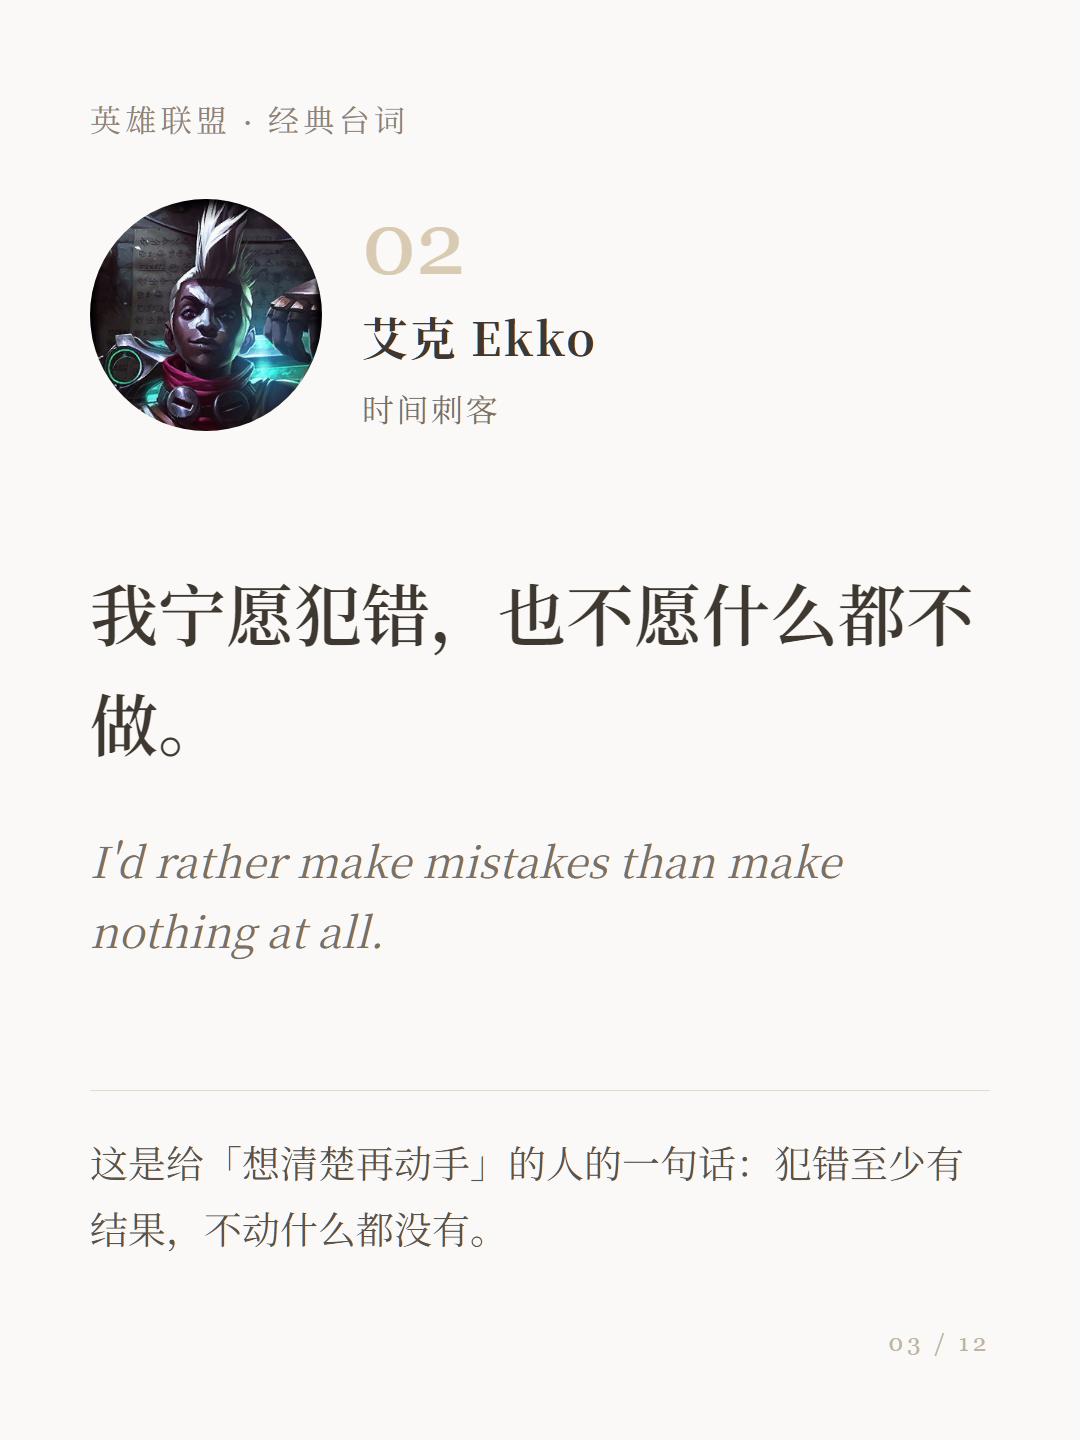 英雄联盟 · 经典台词
02
艾克 Ekko
时间刺客
我宁愿犯错，也不愿什么都不
做。
I'd rather make mistakes than make
nothing at all.
这是给「想清楚再动手」的人的一句话：犯错至少有
结果，不动什么都没有。
03 / 12